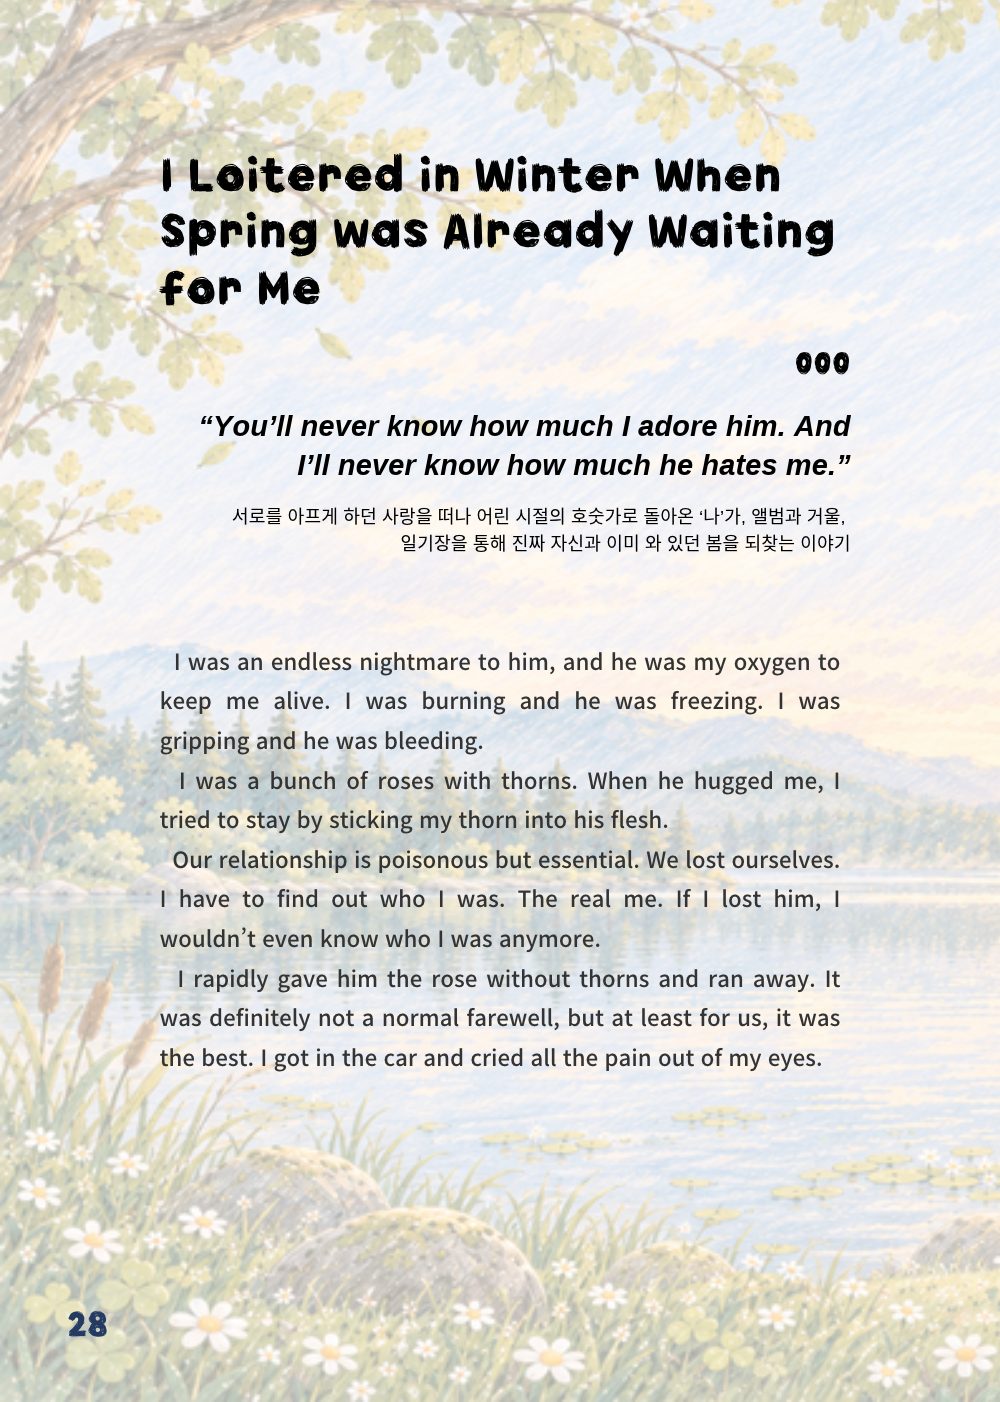 I Loitered in Winter When
Spring was Already Waiting
for Me
000
“You’ll never know how much I adore him. And
I’ll never know how much he hates me.”
서로를 아프게 하던 사랑을 떠나 어린 시절의 호숫가로 돌아온 ‘나’가, 앨범과 거울,
일기장을 통해 진짜 자신과 이미 와 있던 봄을 되찾는 이야기
I was an endless nightmare to him, and he was my oxygen to
keep me alive. I was burning and he was freezing. I was
gripping and he was bleeding.
I was a bunch of roses with thorns. When he hugged me, I
tried to stay by sticking my thorn into his flesh.
Our relationship is poisonous but essential. We lost ourselves.
I have to find out who I was. The real me. If I lost him, I
wouldn’t even know who I was anymore.
I rapidly gave him the rose without thorns and ran away. It
was definitely not a normal farewell, but at least for us, it was
the best. I got in the car and cried all the pain out of my eyes.
28